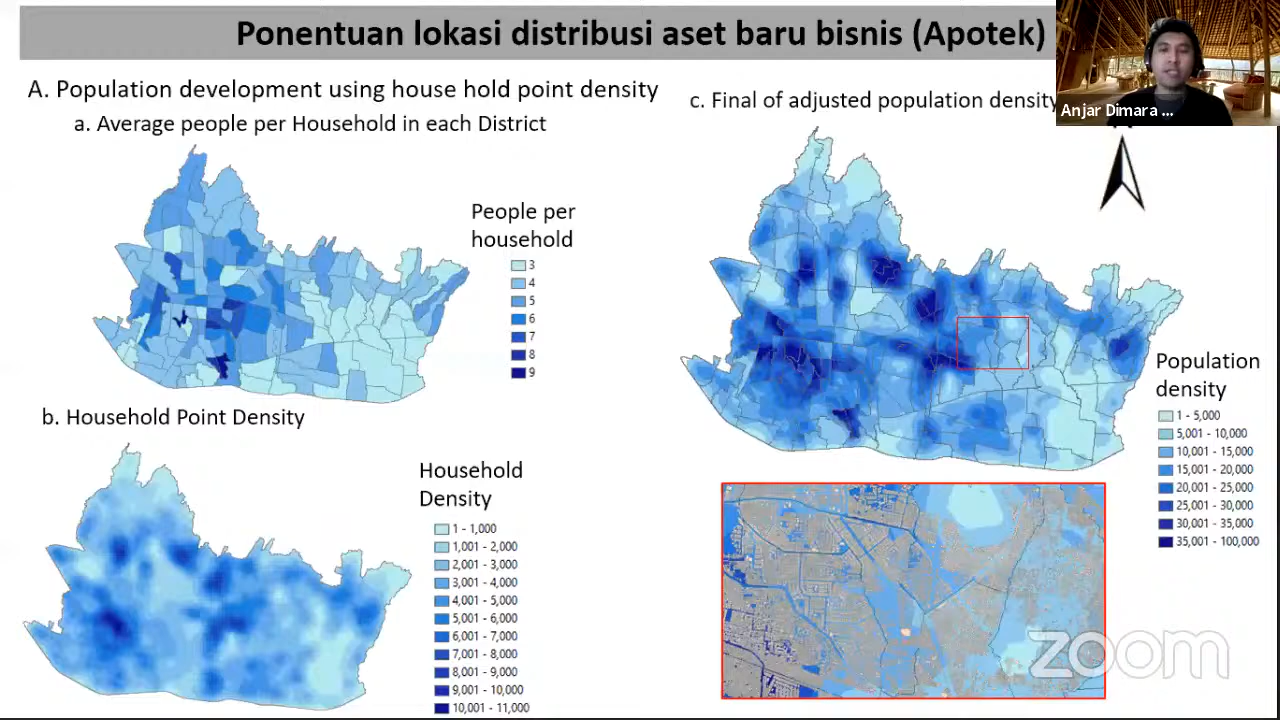 Ponentuan lokasi distribusi aset baru bisnis (Apotek)
Anjar Dimara ...
A. Population development using house hold point density
a. Average people per Household in each District
People per
household
3
4
5
6
7
8
9
b. Household Point Density
Household
Density
1 - 1,000
1,001 - 2,000
2,001 - 3,000
3,001 - 4,000
4,001 - 5,000
5,001 - 6,000
6,001 - 7,000
7,001 - 8,000
8,001 - 9,000
9,001 - 10,000
10,001 - 11,000
c. Final of adjusted population density
Population
density
1 - 5,000
5,001 - 10,000
10,001 - 15,000
15,001 - 20,000
20,001 - 25,000
25,001 - 30,000
30,001 - 35,000
35,001 - 100,000
zoom